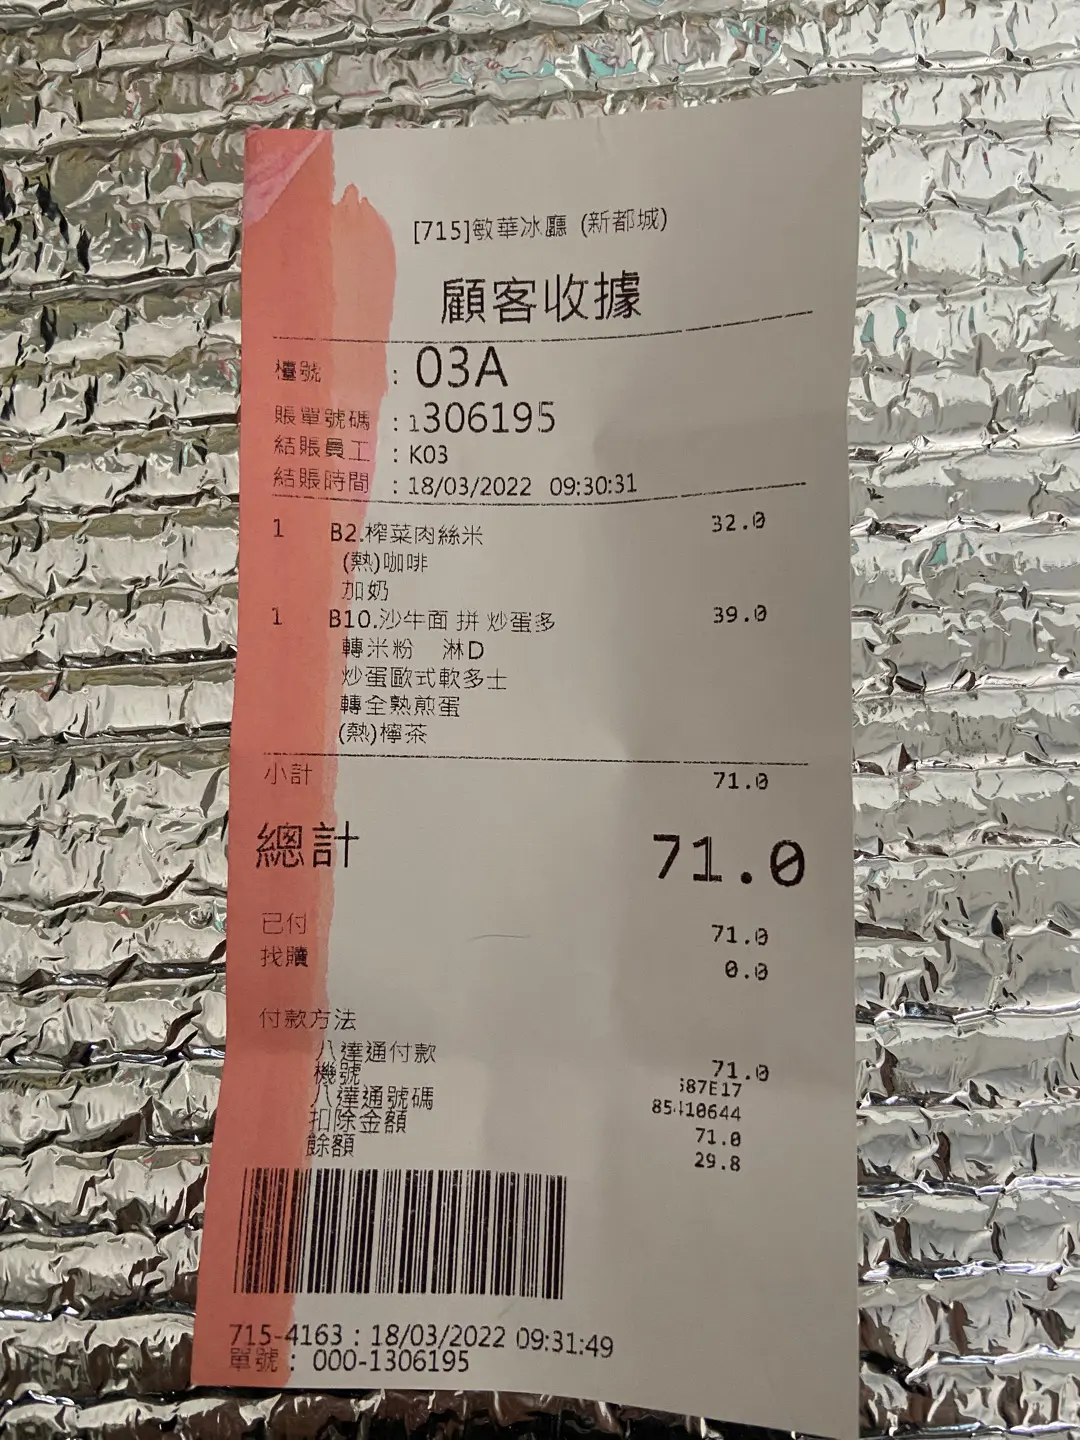 [715]敏華冰廳 (新都城)
顧客收據
檯號 : 03A
賬單號碼 : 1306195
結賬員工 : K03
結賬時間 : 18/03/2022 09:30:31
1 B2.榨菜肉絲米 32.0
(熱)咖啡
加奶
1 B10.沙牛面 拼 炒蛋多 39.0
轉米粉 淋D
炒蛋歐式軟多士
轉全熟煎蛋
(熱)檸茶
小計 71.0
總計 71.0
已付 71.0
找贖 0.0
付款方法
八達通付款 71.0
機號 687E17
八達通號碼 85410644
扣除金額 71.0
餘額 29.8
715-4163 : 18/03/2022 09:31:49
單號 : 000-1306195